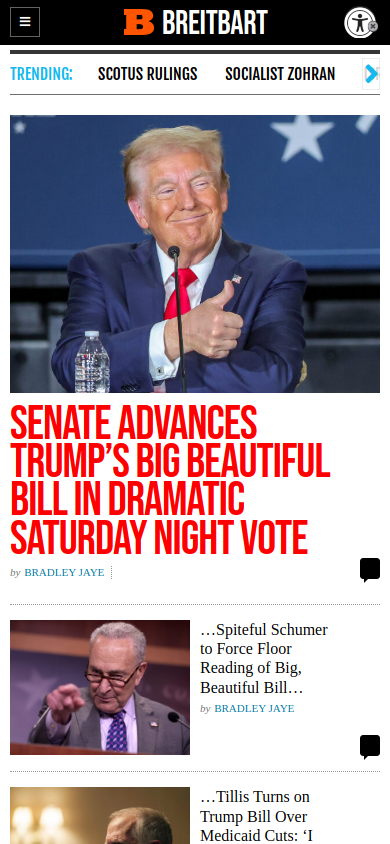 BREITBART
TRENDING:
SCOTUS RULINGS
SOCIALIST ZOHRAN
SENATE ADVANCES
TRUMP'S BIG BEAUTIFUL
BILL IN DRAMATIC
SATURDAY NIGHT VOTE
by BRADLEY JAYE
…Spiteful Schumer
to Force Floor
Reading of Big,
Beautiful Bill…
by BRADLEY JAYE
…Tillis Turns on
Trump Bill Over
Medicaid Cuts: ‘I